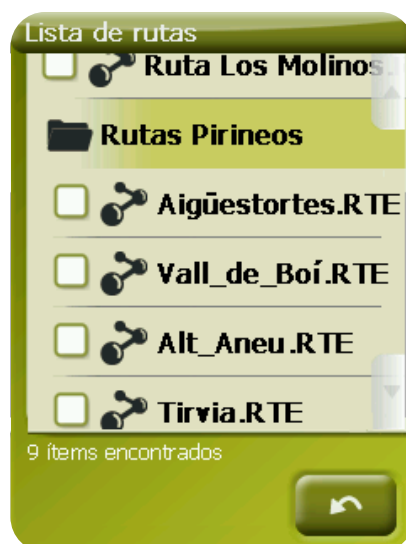 Lista de rutas
Ruta Los Molinos.
Rutas Pirineos
Aigüestortes.RTE
Vall_de_Boí.RTE
Alt_Aneu.RTE
Tirvia.RTE
9 ítems encontrados